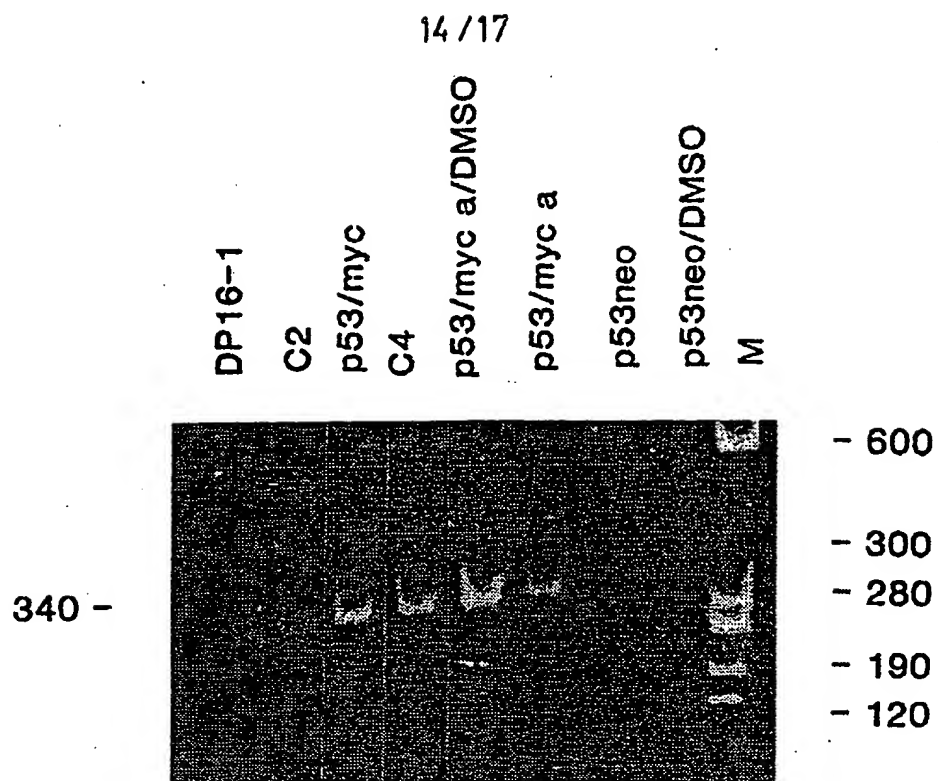 14/17
DP16-1
C2
p53/myc
C4
p53/myc a/DMSO
p53/myc a
p53neo
p53neo/DMSO
M
- 600
- 300
340 -
- 280
- 190
- 120